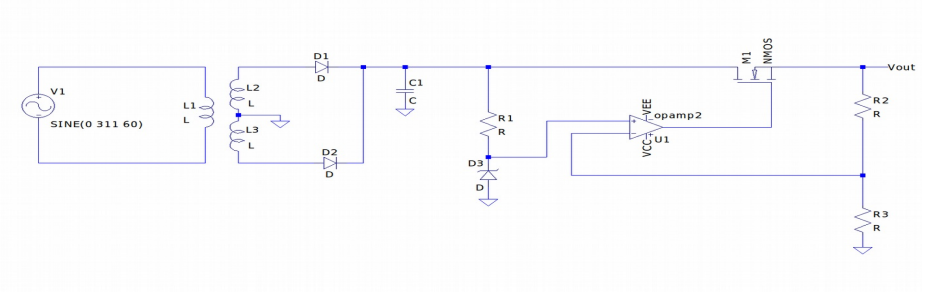 V1
SINE(0 311 60)
L1
L
L2
L
L3
L
D1
D
D2
D
C1
C
R1
R
D3
D
VEE
opamp2
U1
VCC
M1
NMOS
Vout
R2
R
R3
R